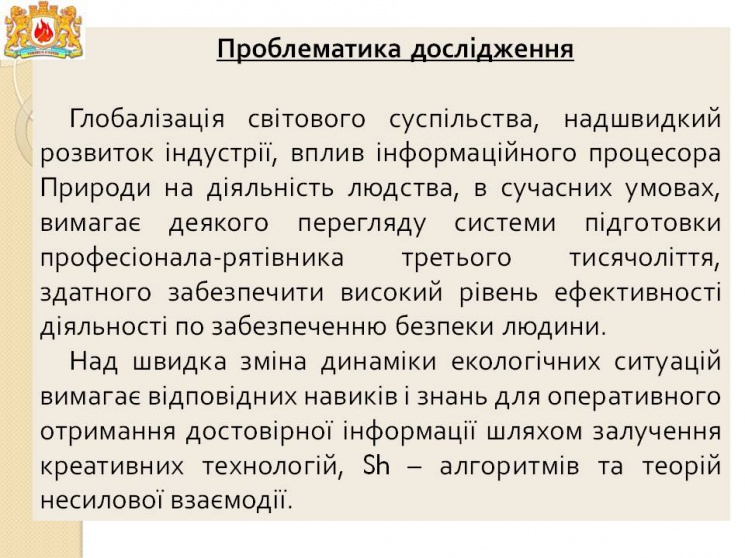 Проблематика дослідження
Глобалізація світового суспільства, надшвидкий
розвиток індустрії, вплив інформаційного процесора
Природи на діяльність людства, в сучасних умовах,
вимагає деякого перегляду системи підготовки
професіонала-рятівника третього тисячоліття,
здатного забезпечити високий рівень ефективності
діяльності по забезпеченню безпеки людини.
Над швидка зміна динаміки екологічних ситуацій
вимагає відповідних навиків і знань для оперативного
отримання достовірної інформації шляхом залучення
креативних технологій, Sh – алгоритмів та теорій
несилової взаємодії.